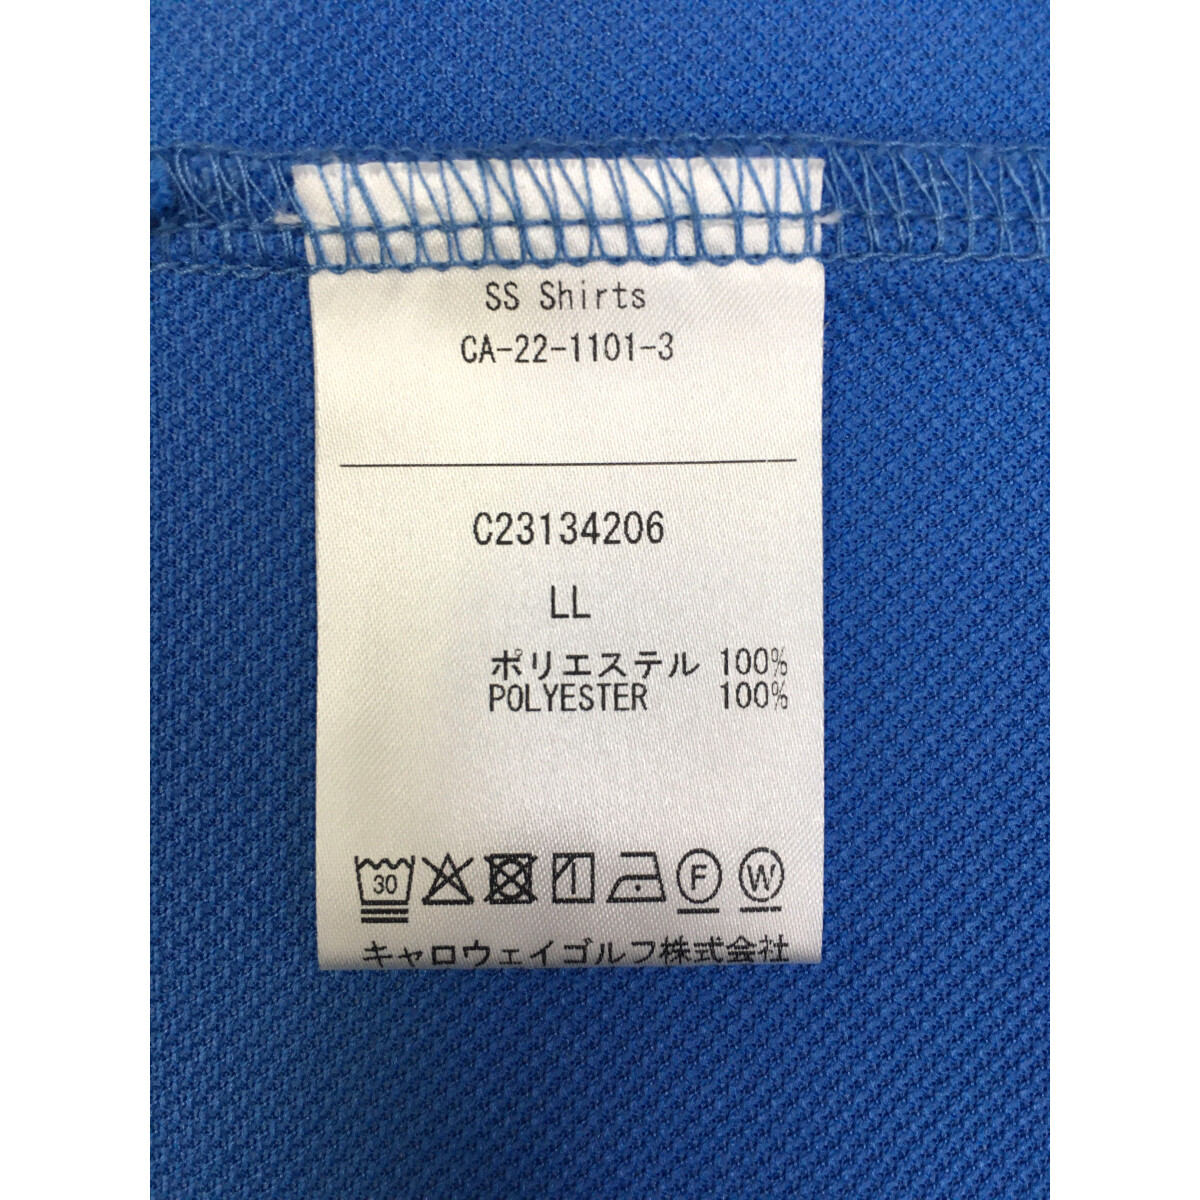 SS Shirts
CA-22-1101-3
C23134206
LL
ポリエステル 100%
POLYESTER 100%
30 F W
キャロウェイゴルフ株式会社